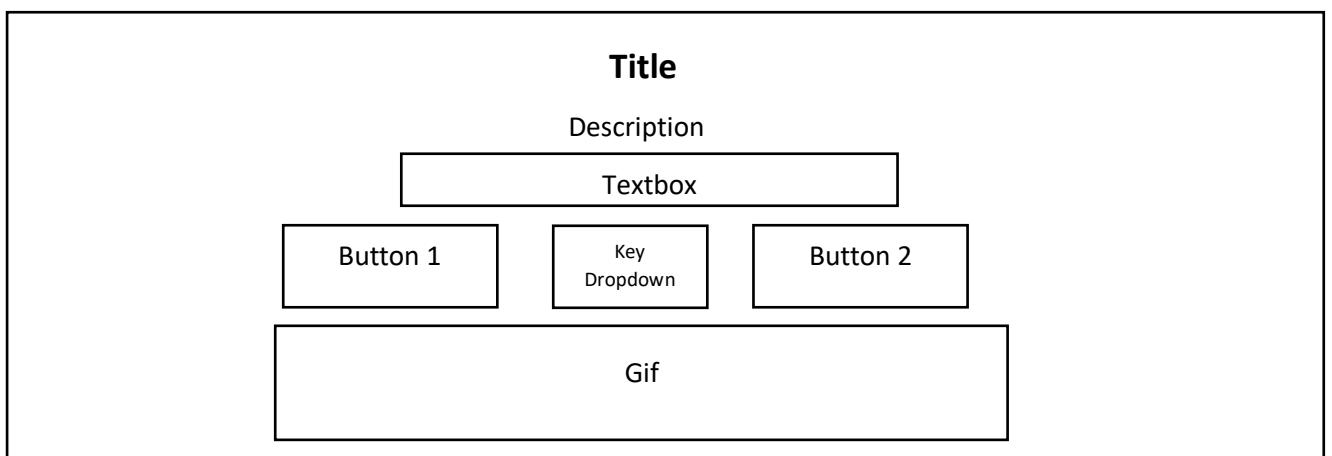 Title
Description
Textbox
Button 1
Key
Dropdown
Button 2
Gif